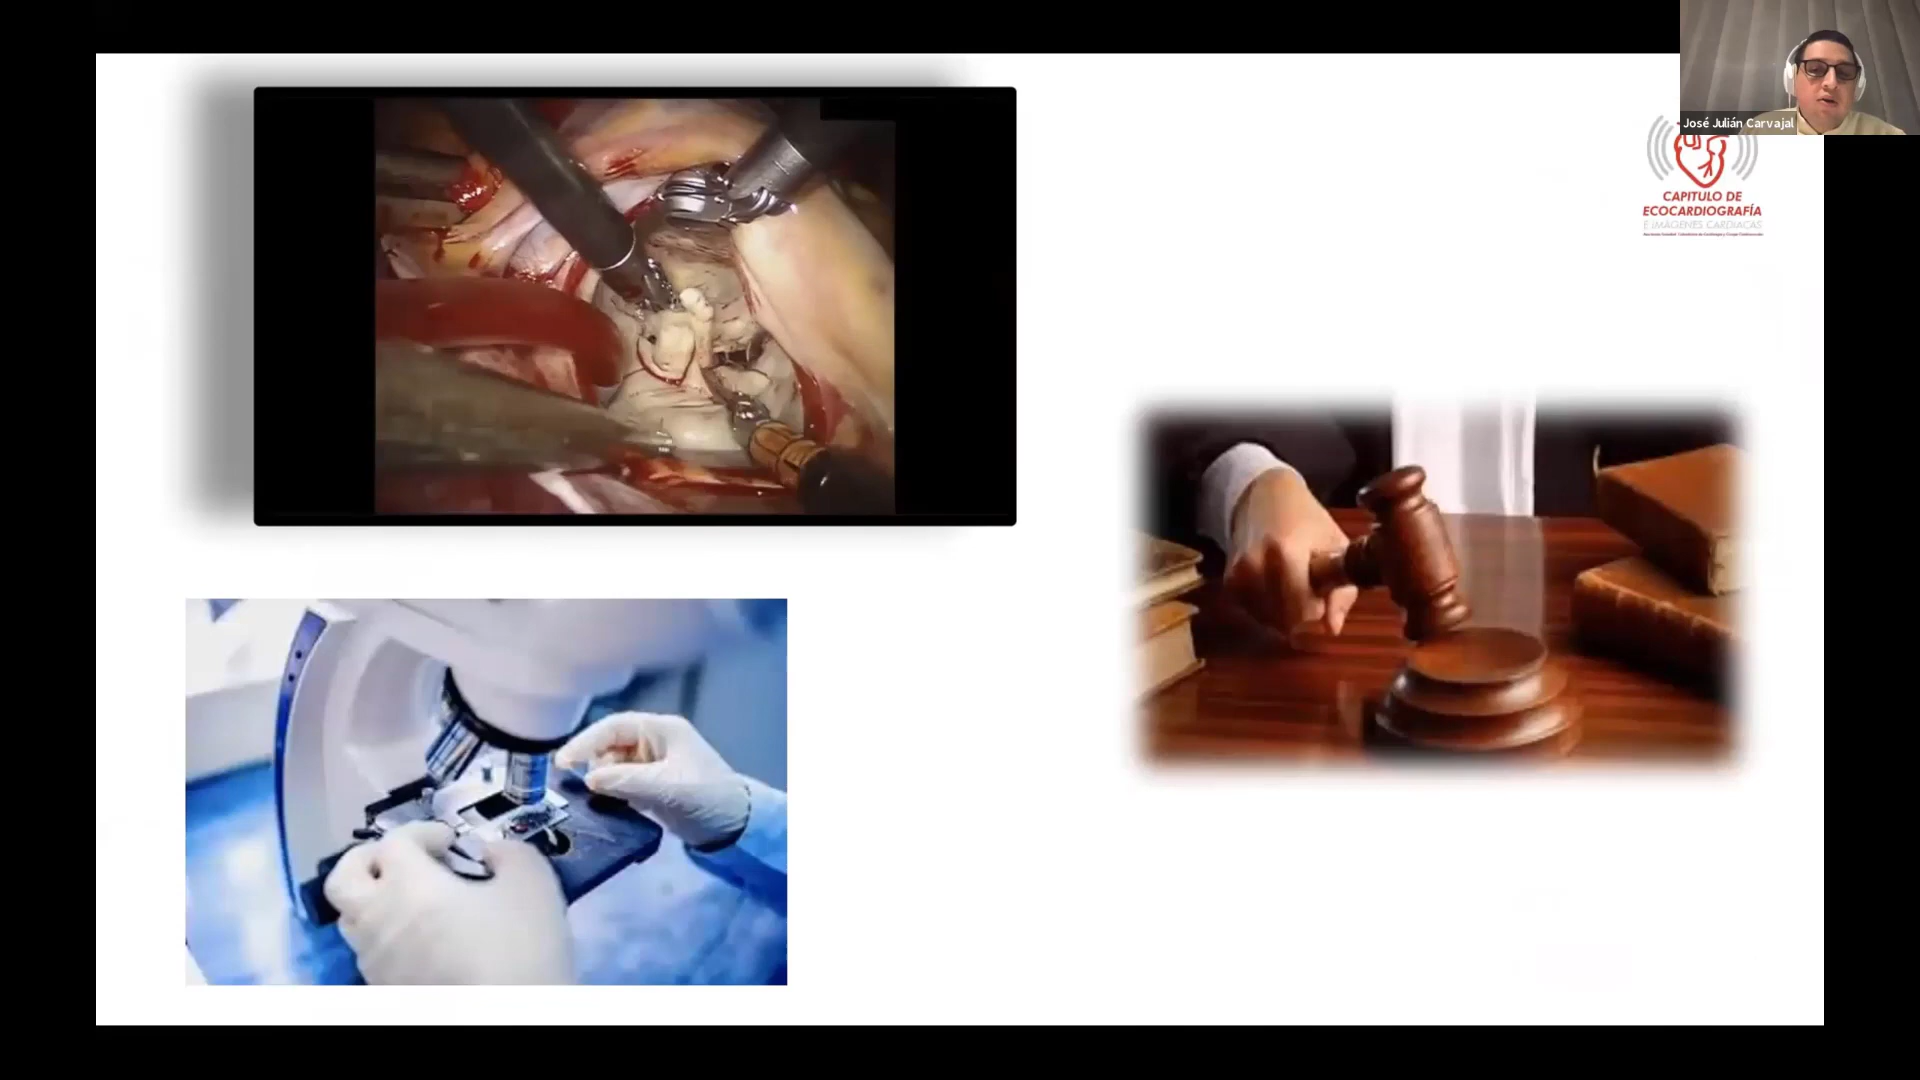 José Julián Carvajal
CAPITULO DE
ECOCARDIOGRAFÍA
E IMÁGENES CARDIACAS